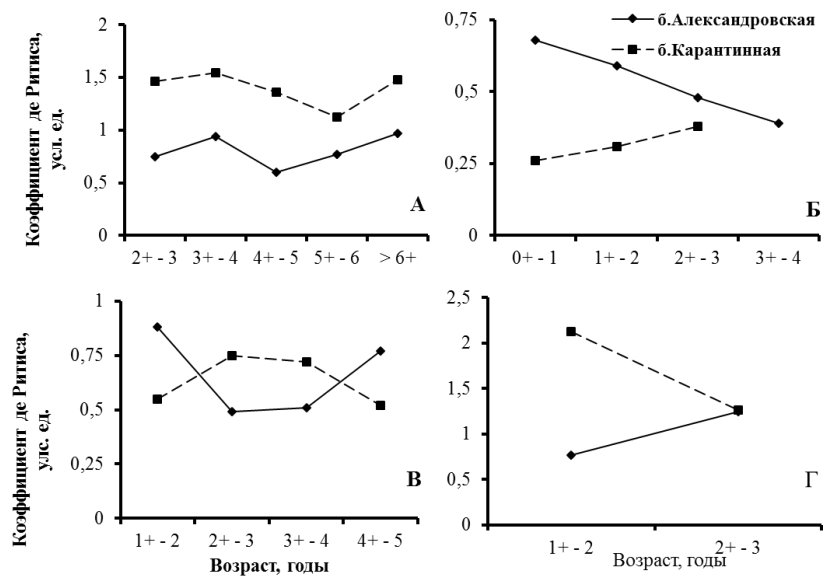 Коэффициент де Ритиса,
усл. ед.
2
1,5
1
0,5
0
А
2+ - 3 3+ - 4 4+ - 5 5+ - 6 > 6+
0,75
0,5
0,25
0
б.Александровская
б.Карантинная
Б
0+ - 1 1+ - 2 2+ - 3 3+ - 4
Коэффициент де Ритиса,
улс. ед.
1
0,75
0,5
0,25
0
В
1+ - 2 2+ - 3 3+ - 4 4+ - 5
Возраст, годы
2,5
2
1,5
1
0,5
0
Г
1+ - 2 2+ - 3
Возраст, годы